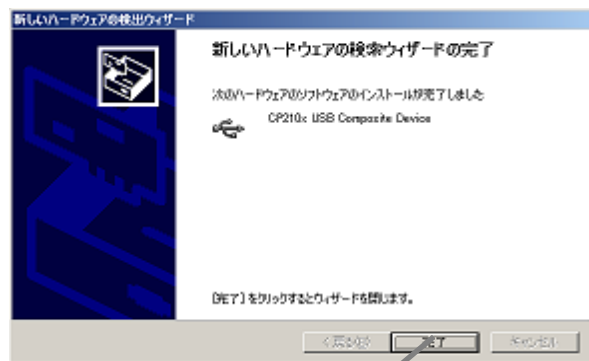 新しいハードウェアの検出ウィザード
新しいハードウェアの検索ウィザードの完了
次のハードウェアのソフトウェアのインストールが完了しました
CP210x USB Composite Device
[完了] をクリックするとウィザードを閉じます。
< 戻る(B)
完了
キャンセル